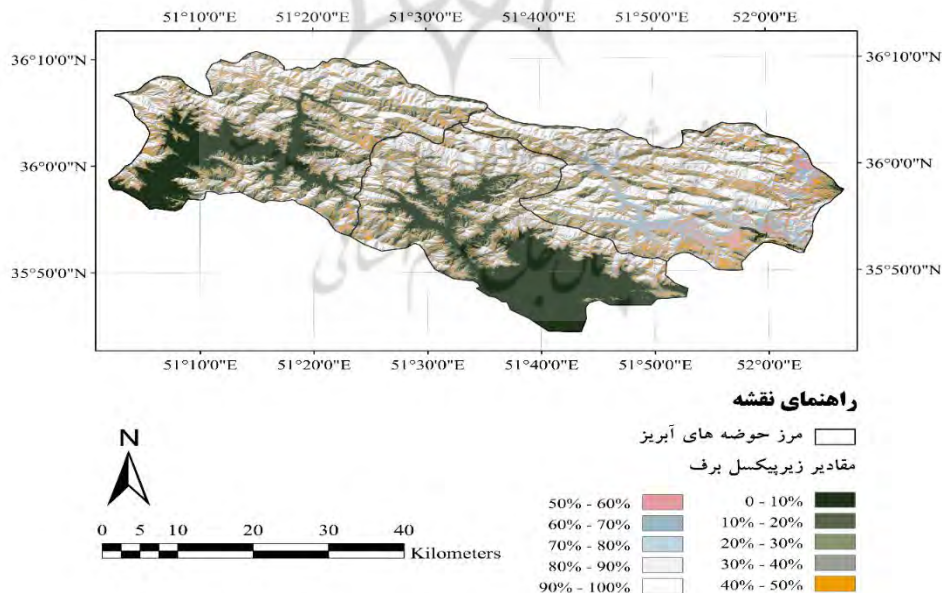 51°10'0"E 51°20'0"E 51°30'0"E 51°40'0"E 51°50'0"E 52°0'0"E
36°10'0"N 36°10'0"N
36°0'0"N 36°0'0"N
35°50'0"N 35°50'0"N
51°10'0"E 51°20'0"E 51°30'0"E 51°40'0"E 51°50'0"E 52°0'0"E
راهنمای نقشه
مرز حوضه های آبریز
مقادیر زیرپیکسل برف
0 - 10%
10% - 20%
20% - 30%
30% - 40%
40% - 50%
50% - 60%
60% - 70%
70% - 80%
80% - 90%
90% - 100%
N
0 5 10 20 30 40
Kilometers